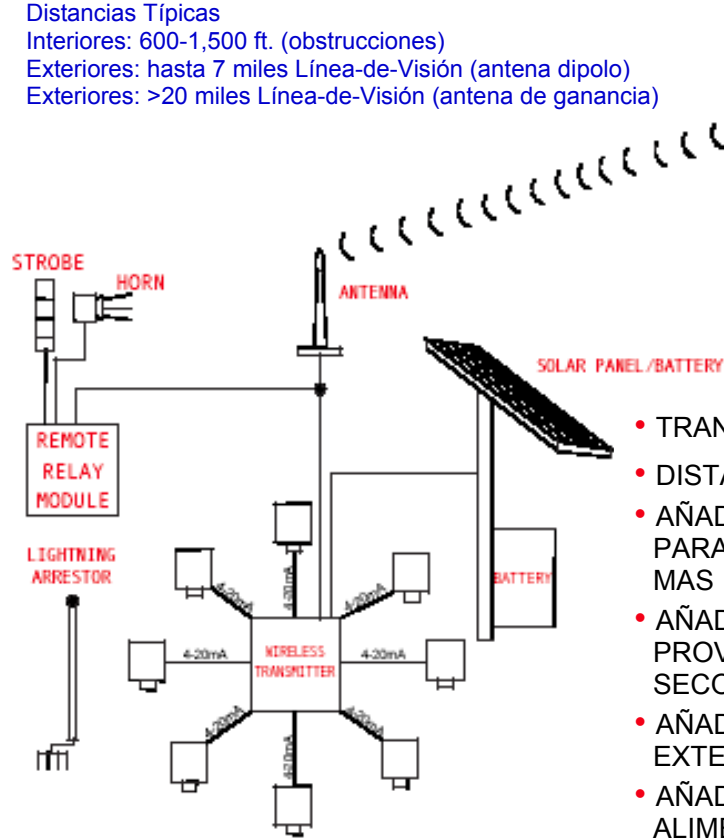 Distancias Típicas
Interiores: 600-1,500 ft. (obstrucciones)
Exteriores: hasta 7 miles Línea-de-Visión (antena dipolo)
Exteriores: >20 miles Línea-de-Visión (antena de ganancia)
STROBE
HORN
ANTENNA
SOLAR PANEL/BATTERY
REMOTE
RELAY
MODULE
LIGHTNING
ARRESTOR
BATTERY
4-20mA
4-20mA
4-20mA
4-20mA
WIRELESS
TRANSMITTER
4-20mA
4-20mA
4-20mA
4-20mA
• TRAN
• DISTA
• AÑAD
PARA
MAS
• AÑAD
PROV
SECO
• AÑAD
EXTE
• AÑAD
ALIME